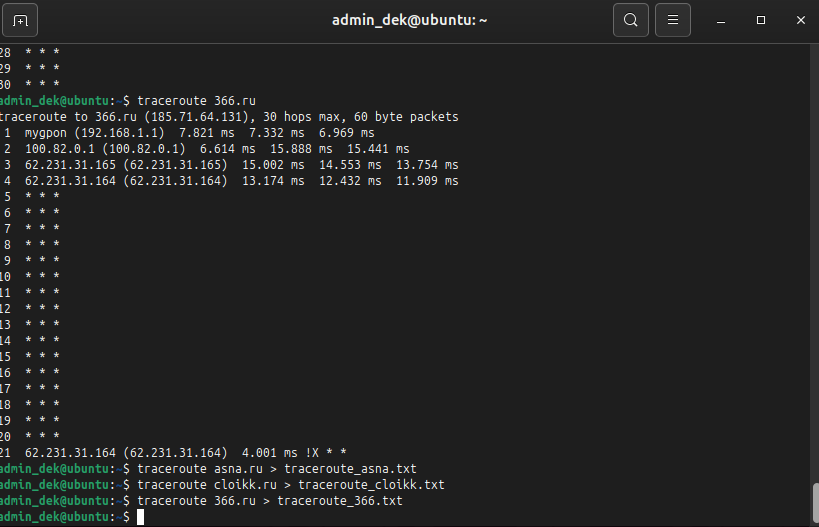 admin_dek@ubuntu: ~
28 * * *
29 * * *
30 * * *
admin_dek@ubuntu:~$ traceroute 366.ru
traceroute to 366.ru (185.71.64.131), 30 hops max, 60 byte packets
1 mygpon (192.168.1.1) 7.821 ms 7.332 ms 6.969 ms
2 100.82.0.1 (100.82.0.1) 6.614 ms 15.888 ms 15.441 ms
3 62.231.31.165 (62.231.31.165) 15.002 ms 14.553 ms 13.754 ms
4 62.231.31.164 (62.231.31.164) 13.174 ms 12.432 ms 11.909 ms
5 * * *
6 * * *
7 * * *
8 * * *
9 * * *
10 * * *
11 * * *
12 * * *
13 * * *
14 * * *
15 * * *
16 * * *
17 * * *
18 * * *
19 * * *
20 * * *
21 62.231.31.164 (62.231.31.164) 4.001 ms !X * *
admin_dek@ubuntu:~$ traceroute asna.ru > traceroute_asna.txt
admin_dek@ubuntu:~$ traceroute cloikk.ru > traceroute_cloikk.txt
admin_dek@ubuntu:~$ traceroute 366.ru > traceroute_366.txt
admin_dek@ubuntu:~$